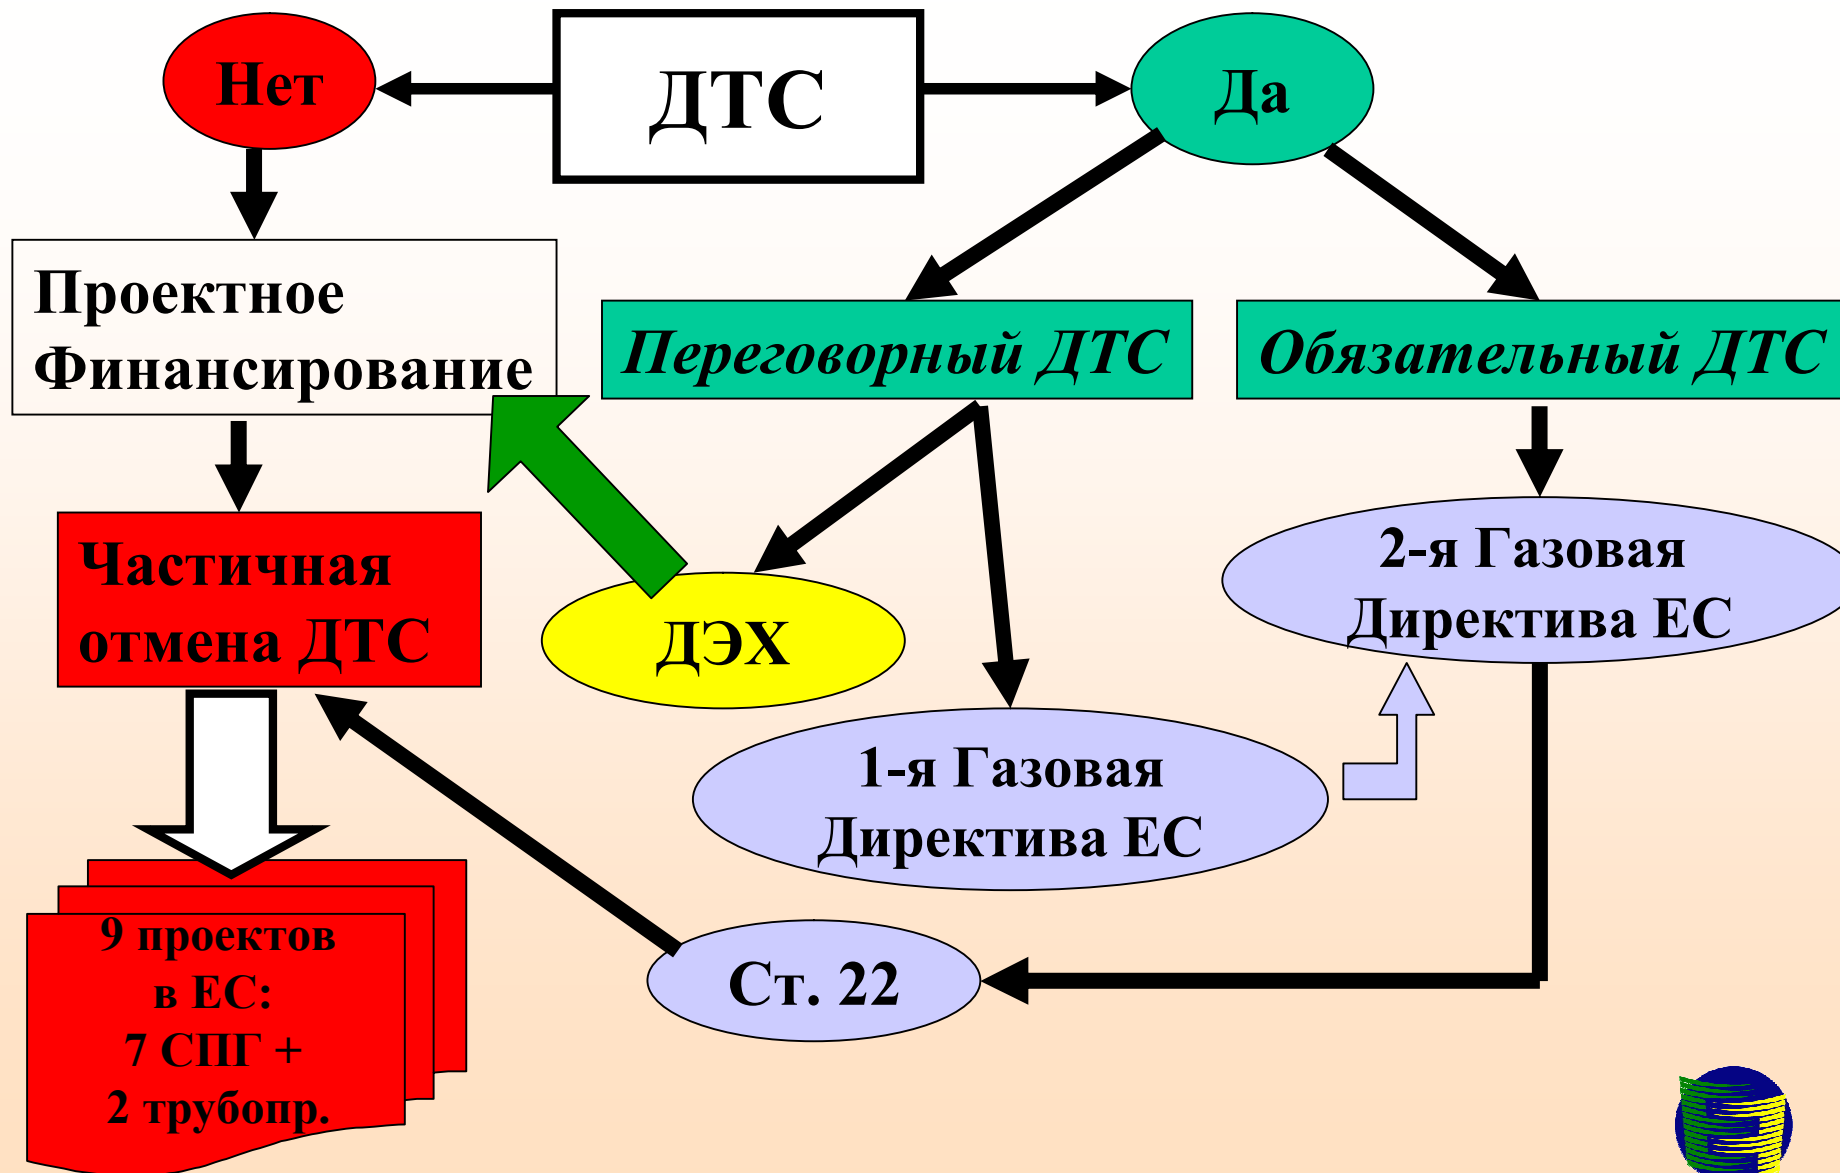 Нет
ДТС
Да
Проектное
Финансирование
Переговорный ДТС
Обязательный ДТС
Частичная
отмена ДТС
ДЭХ
2-я Газовая
Директива ЕС
1-я Газовая
Директива ЕС
9 проектов
в ЕС:
7 СПГ +
2 трубопр.
Ст. 22